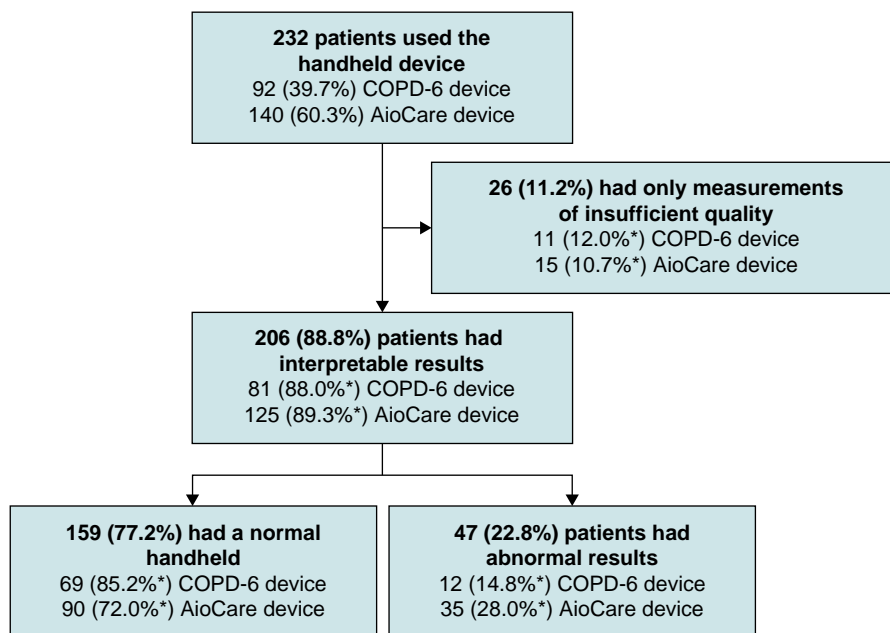 232 patients used the
handheld device
92 (39.7%) COPD-6 device
140 (60.3%) AioCare device
26 (11.2%) had only measurements
of insufficient quality
11 (12.0%*) COPD-6 device
15 (10.7%*) AioCare device
206 (88.8%) patients had
interpretable results
81 (88.0%*) COPD-6 device
125 (89.3%*) AioCare device
159 (77.2%) had a normal
handheld
69 (85.2%*) COPD-6 device
90 (72.0%*) AioCare device
47 (22.8%) patients had
abnormal results
12 (14.8%*) COPD-6 device
35 (28.0%*) AioCare device